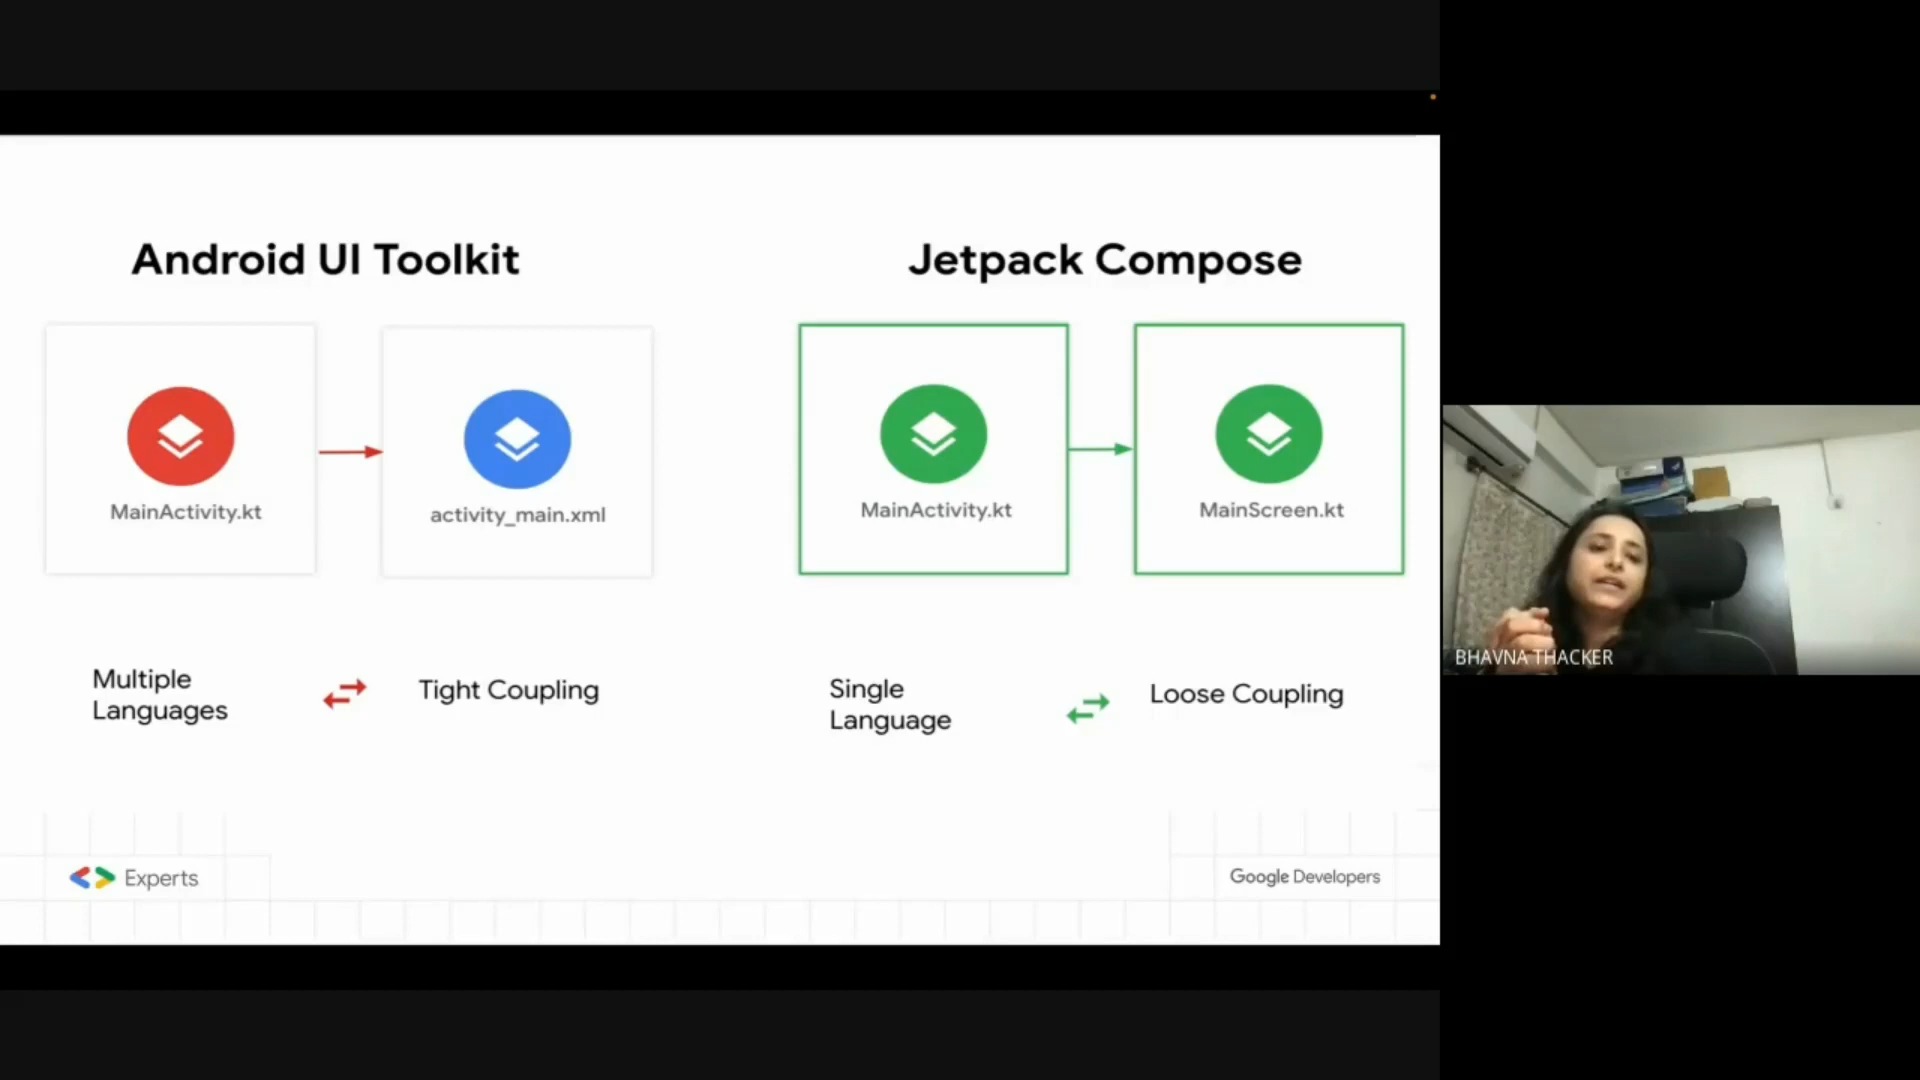 Android UI Toolkit
Jetpack Compose
MainActivity.kt
activity_main.xml
MainActivity.kt
MainScreen.kt
Multiple
Languages
Tight Coupling
Single
Language
Loose Coupling
Experts
Google Developers
BHAVNA THACKER